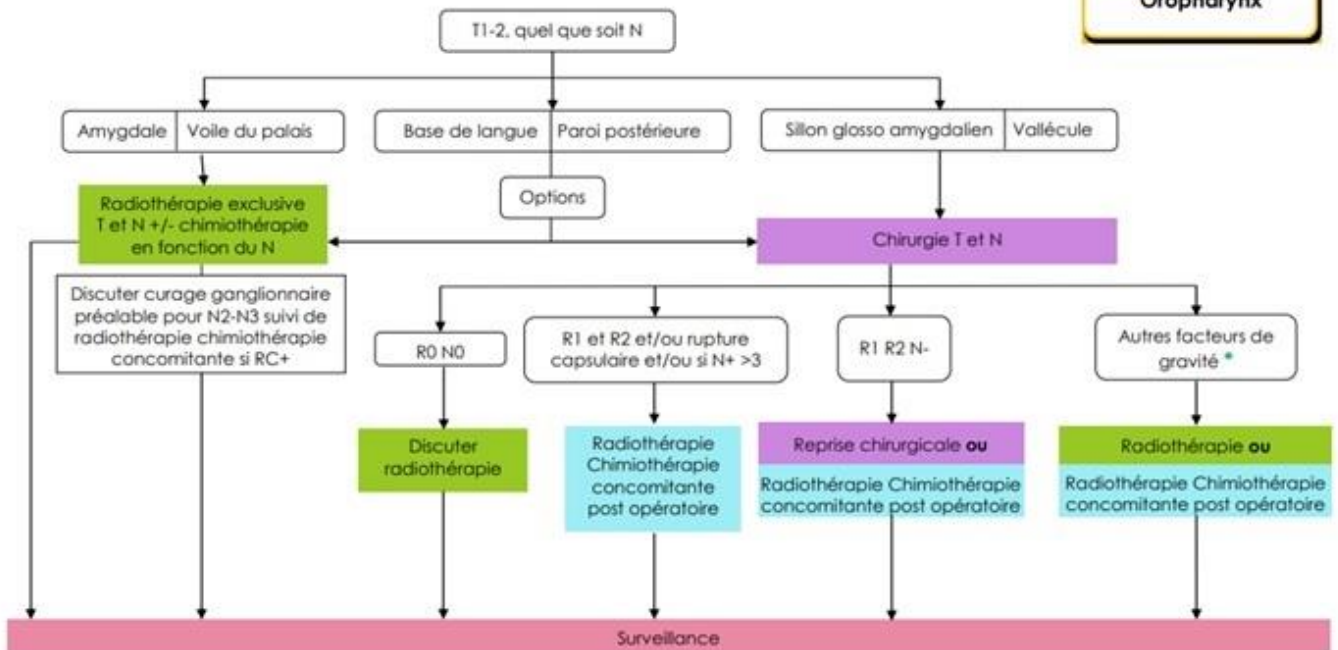 Oropharynx
T1-2, quel que soit N
Amygdale
Voile du palais
Base de langue
Paroi postérieure
Sillon glosso amygdalien
Vallécule
Options
Radiothérapie exclusive
T et N +/- chimiothérapie
en fonction du N
Chirurgie T et N
Discuter curage ganglionnaire
préalable pour N2-N3 suivi de
radiothérapie chimiothérapie
concomitante si RC+
R0 N0
R1 et R2 et/ou rupture
capsulaire et/ou si N+ >3
R1 R2 N-
Autres facteurs de
gravité *
Discuter
radiothérapie
Radiothérapie
Chimiothérapie
concomitante
post opératoire
Reprise chirurgicale ou
Radiothérapie Chimiothérapie
concomitante post opératoire
Radiothérapie ou
Radiothérapie Chimiothérapie
concomitante post opératoire
Surveillance